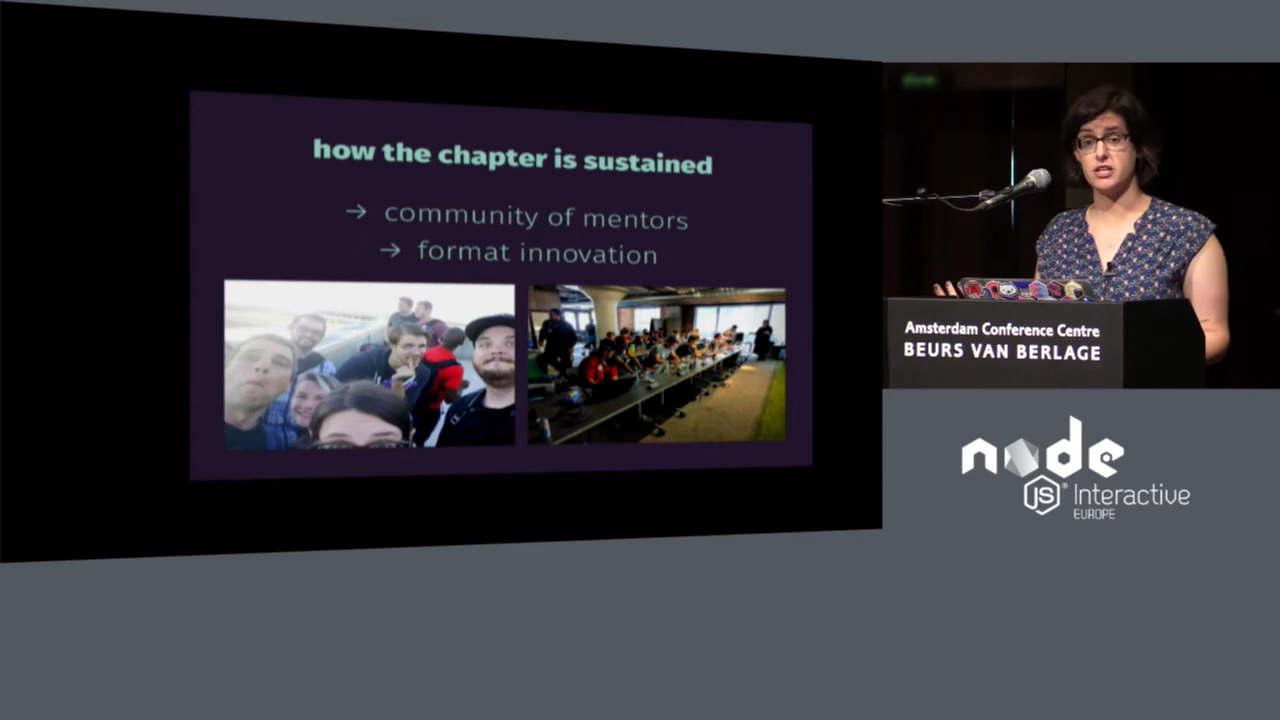 how the chapter is sustained
→ community of mentors
→ format innovation
Amsterdam Conference Centre
BEURS VAN BERLAGE
node
JS® Interactive
EUROPE